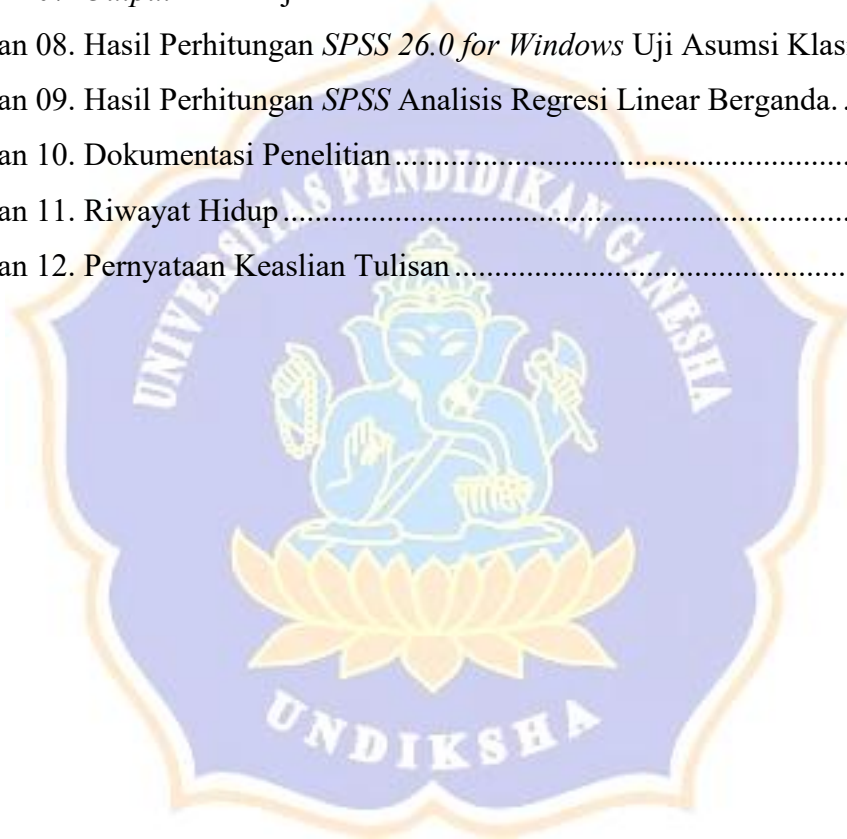 Output
an 08. Hasil Perhitungan SPSS 26.0 for Windows Uji Asumsi Klas
an 09. Hasil Perhitungan SPSS Analisis Regresi Linear Berganda. .
an 10. Dokumentasi Penelitian................................................................
an 11. Riwayat Hidup................................................................................
an 12. Pernyataan Keaslian Tulisan.......................................................
UNIVERSITAS PENDIDIKAN GANESHA
UNDIKSHA